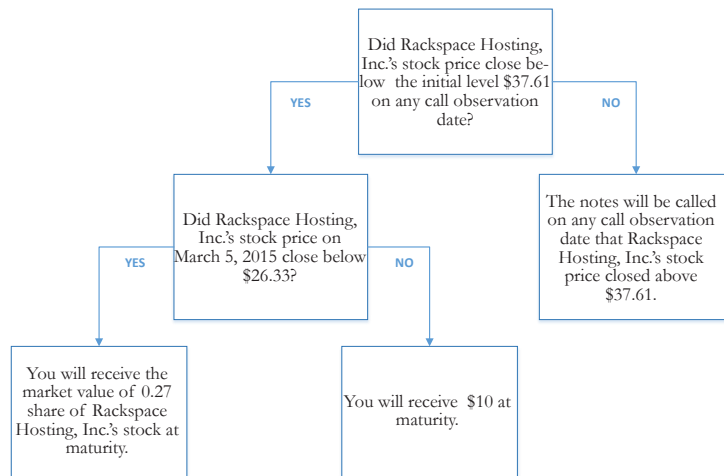 Did Rackspace Hosting,
Inc.'s stock price close be-
low the initial level $37.61
on any call observation
date?
YES
NO
Did Rackspace Hosting,
Inc.'s stock price on
March 5, 2015 close below
$26.33?
The notes will be called
on any call observation
date that Rackspace
Hosting, Inc.'s stock
price closed above
$37.61.
YES
NO
You will receive the
market value of 0.27
share of Rackspace
Hosting, Inc.'s stock at
maturity.
You will receive $10 at
maturity.